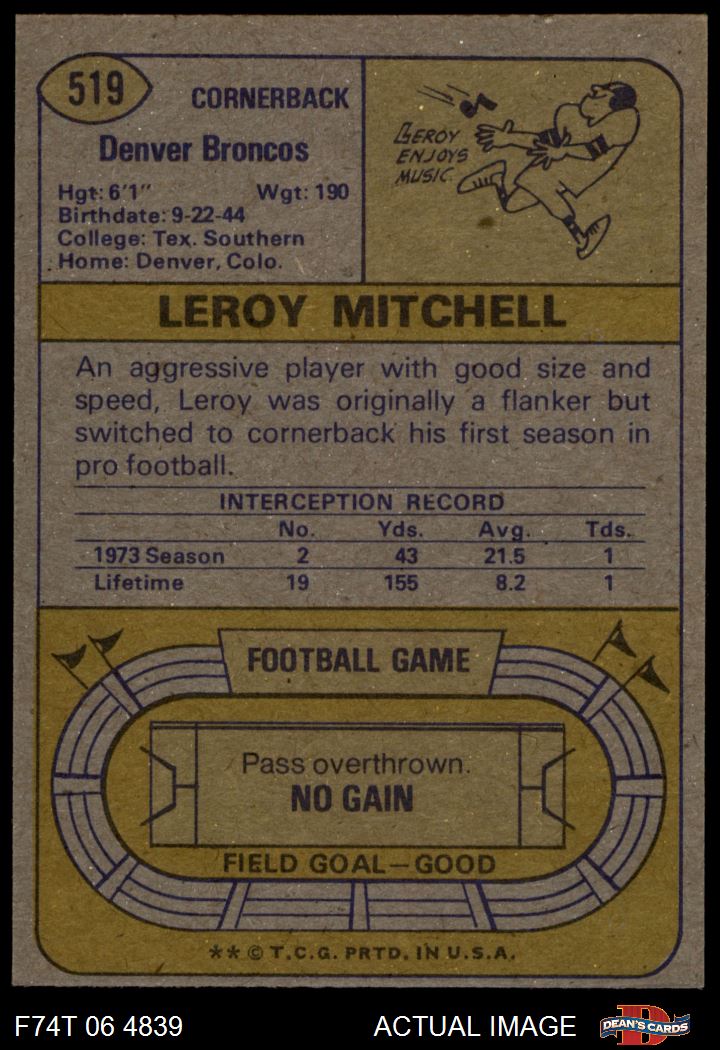 519
CORNERBACK
Denver Broncos
Hgt: 6'1" Wgt: 190
Birthdate: 9-22-44
College: Tex. Southern
Home: Denver, Colo.
LEROY
ENJOYS
MUSIC.
LEROY MITCHELL
An aggressive player with good size and
speed, Leroy was originally a flanker but
switched to cornerback his first season in
pro football.
INTERCEPTION RECORD
No. Yds. Avg. Tds.
1973 Season 2 43 21.5 1
Lifetime 19 155 8.2 1
FOOTBALL GAME
Pass overthrown.
NO GAIN
FIELD GOAL—GOOD
** © T.C.G. PRTD. IN U.S.A.
F74T 06 4839 ACTUAL IMAGE
DEAN'S CARDS